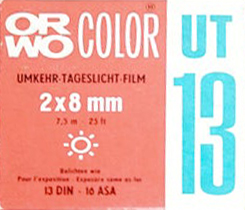 ORWO COLOR
UT
13
UMKEHR-TAGESLICHT-FILM
2x8 mm
7,5 m - 25 ft
Belichten wie
Pour l'exposition - Exposure same as for
13 DIN - 16 ASA